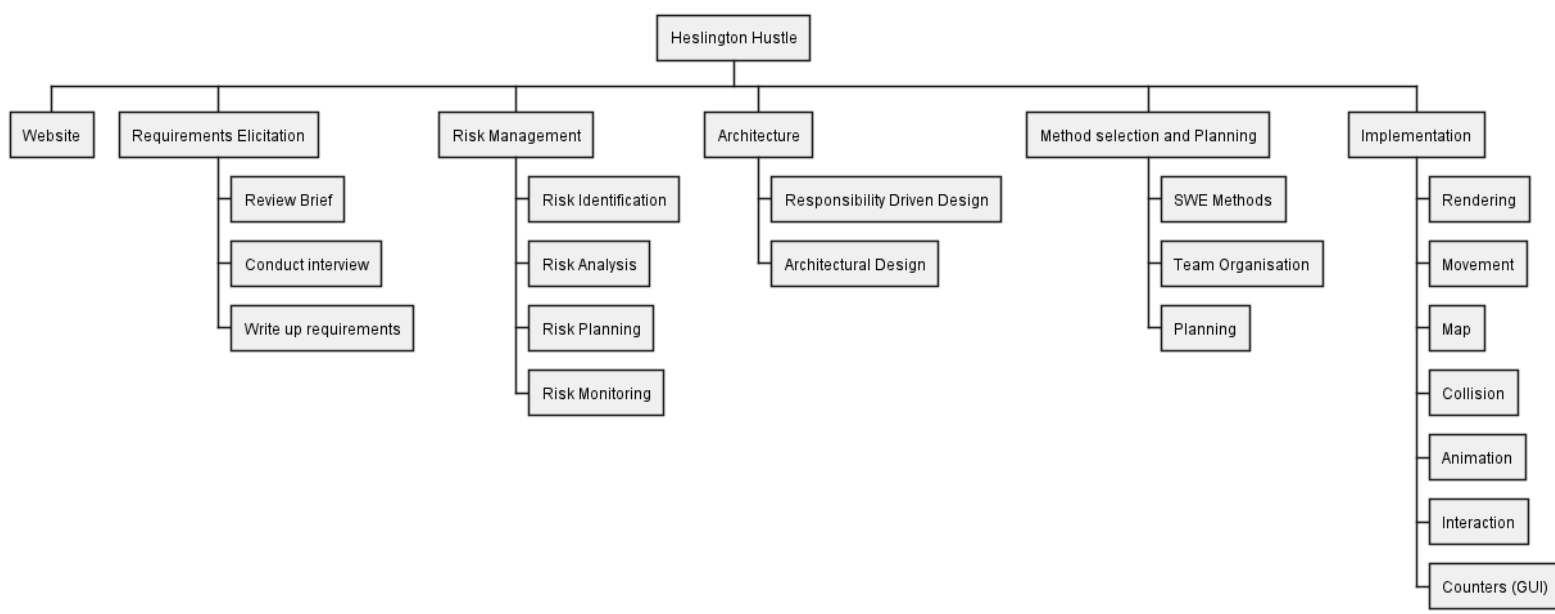 Heslington Hustle
Website
Requirements Elicitation
Risk Management
Architecture
Method selection and Planning
Implementation
Review Brief
Conduct interview
Write up requirements
Risk Identification
Risk Analysis
Risk Planning
Risk Monitoring
Responsibility Driven Design
Architectural Design
SWE Methods
Team Organisation
Planning
Rendering
Movement
Map
Collision
Animation
Interaction
Counters (GUI)